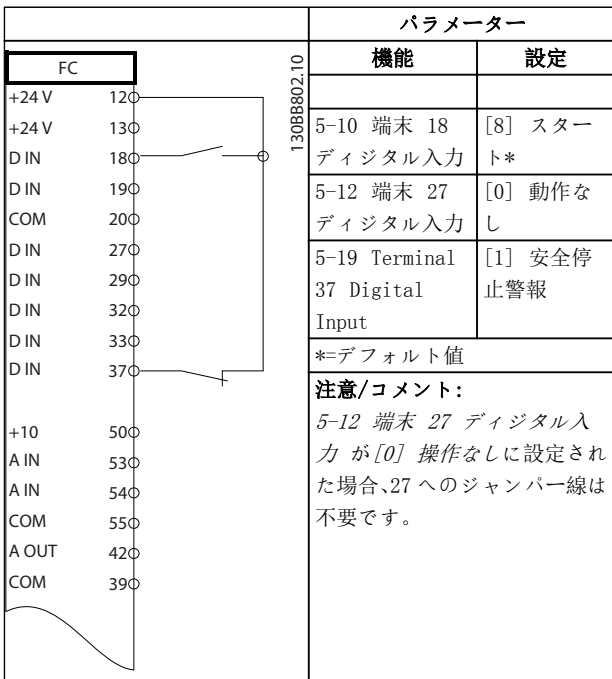 FC
+24 V 12
+24 V 13
D IN 18
D IN 19
COM 20
D IN 27
D IN 29
D IN 32
D IN 33
D IN 37
+10 50
A IN 53
A IN 54
COM 55
A OUT 42
COM 39
130BB802.10
パラメーター
機能 設定
5-10 端末 18 [8] スター
ディジタル入力 ト*
5-12 端末 27 [0] 動作な
ディジタル入力 し
5-19 Terminal [1] 安全停
37 Digital 止警報
Input
*=デフォルト値
注意/コメント:
5-12 端末 27 ディジタル入
力 が[0] 操作なしに設定され
た場合、27 へのジャンパー線は
不要です。